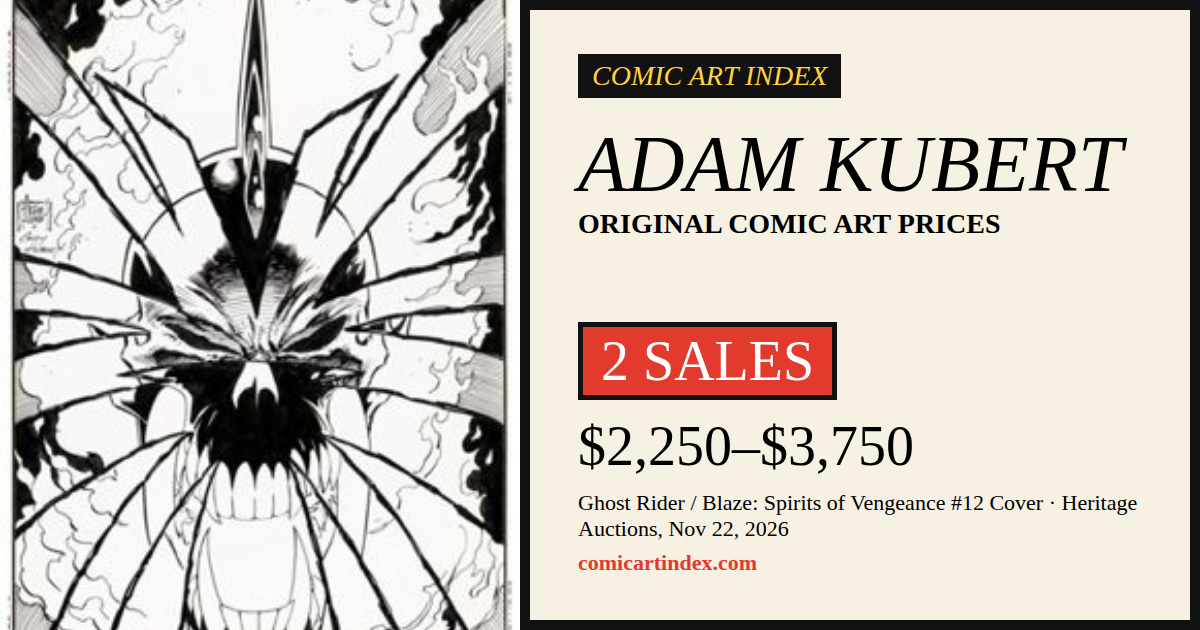 COMIC ART INDEX
ADAM KUBERT
ORIGINAL COMIC ART PRICES
2 SALES
$2,250–$3,750
Ghost Rider / Blaze: Spirits of Vengeance #12 Cover · Heritage
Auctions, Nov 22, 2026
comicartindex.com